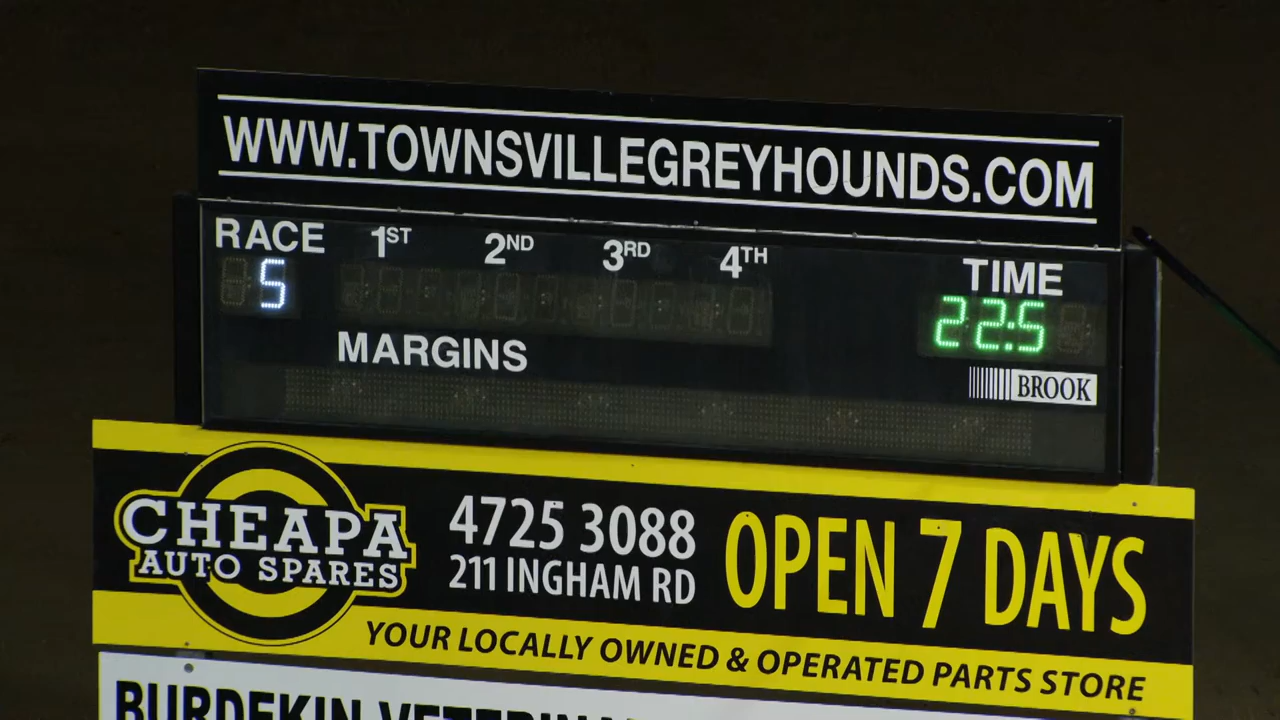 WWW.TOWNSVILLEGREYHOUNDS.COM
RACE 1ST 2ND 3RD 4TH TIME
5 22:5
MARGINS
BROOK
CHEAPA
AUTO SPARES
4725 3088
211 INGHAM RD
OPEN 7 DAYS
YOUR LOCALLY OWNED & OPERATED PARTS STORE
BURDEKIN